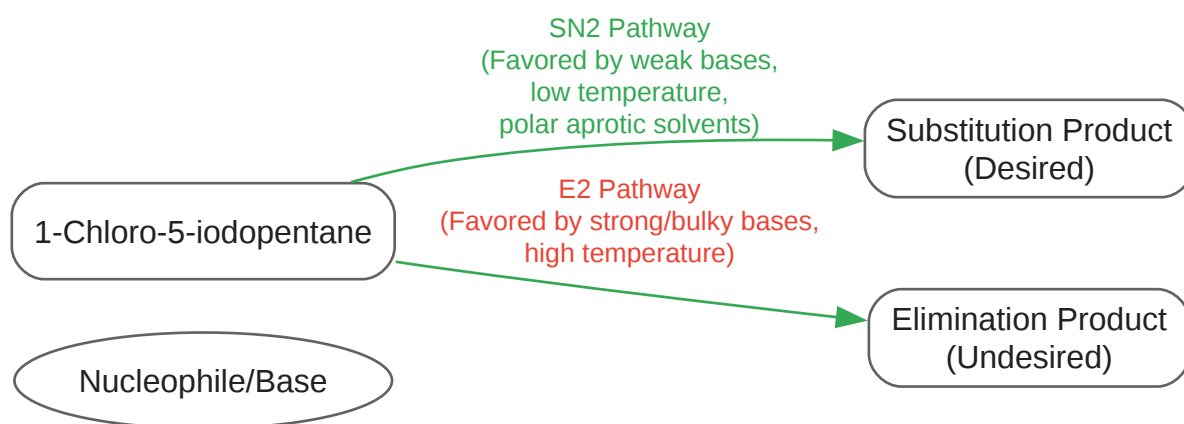 SN2 Pathway
(Favored by weak bases,
low temperature,
polar aprotic solvents)
Substitution Product
(Desired)
E2 Pathway
(Favored by strong/bulky bases,
high temperature)
1-Chloro-5-iodopentane
Elimination Product
(Undesired)
Nucleophile/Base